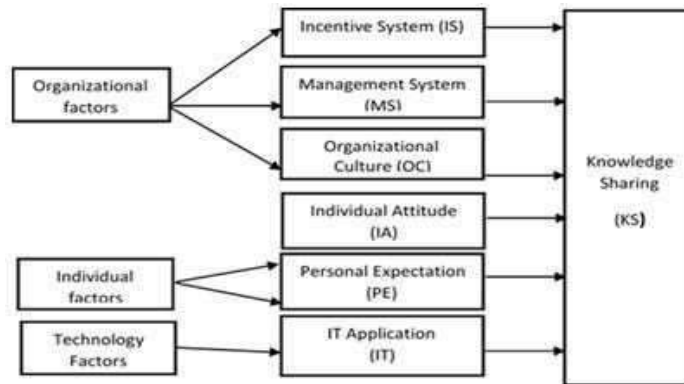 Incentive System (IS)
Organizational
factors
Management System
(MS)
Organizational
Culture (OC)
Individual Attitude
(IA)
Individual
factors
Personal Expectation
(PE)
Technology
Factors
IT Application
(IT)
Knowledge
Sharing
(KS)